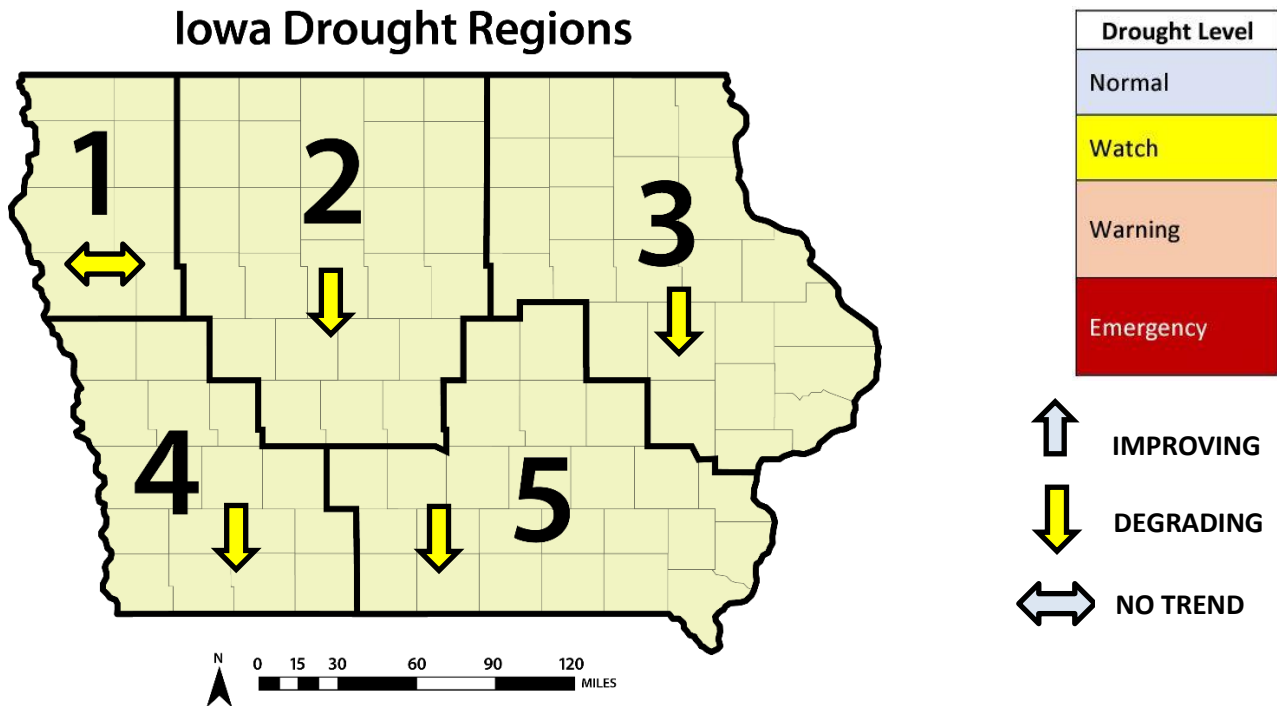 Iowa Drought Regions
1
2
3
4
5
N
0 15 30 60 90 120
MILES
Drought Level
Normal
Watch
Warning
Emergency
IMPROVING
DEGRADING
NO TREND